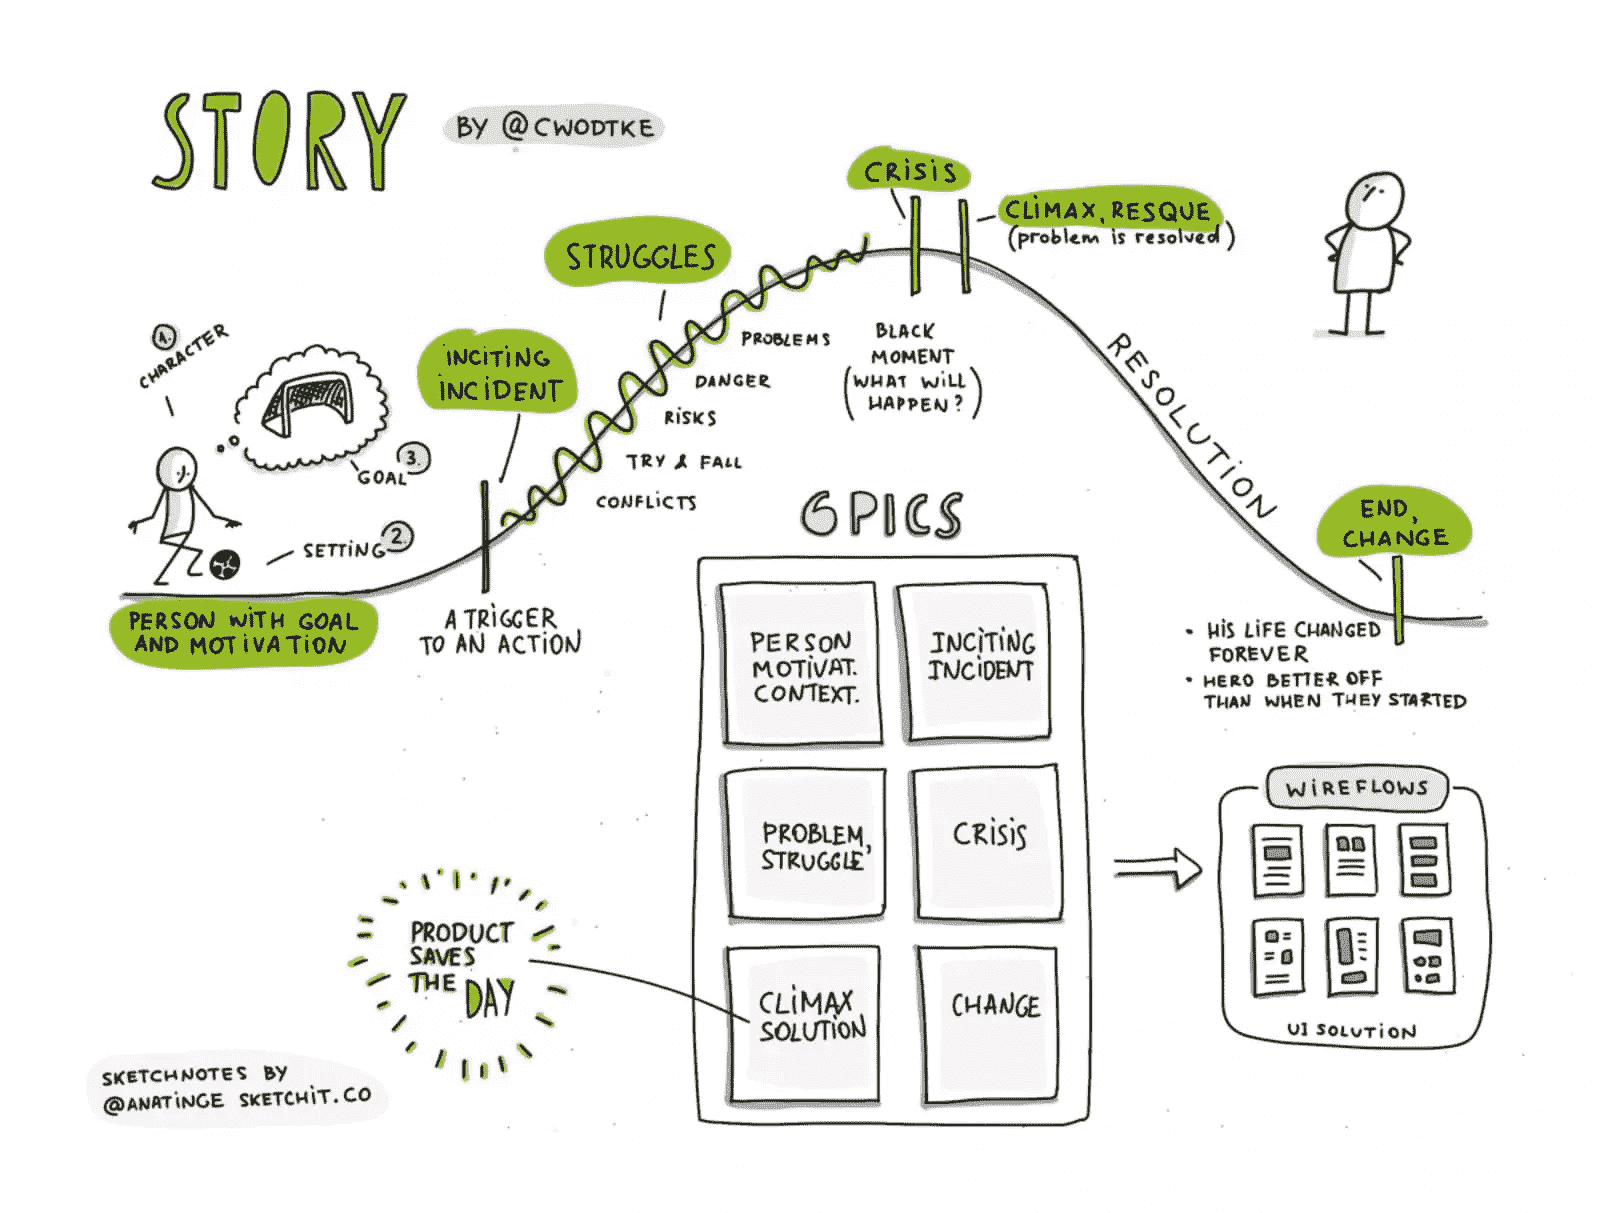 STORY
BY @CWODTKE
1.
CHARACTER
GOAL 3.
SETTING 2
PERSON WITH GOAL
AND MOTIVATION
INCITING
INCIDENT
A TRIGGER
TO AN ACTION
STRUGGLES
PROBLEMS
DANGER
RISKS
TRY & FALL
CONFLICTS
CRISIS
BLACK
MOMENT
(WHAT WILL
HAPPEN?)
CLIMAX, RESQUE
(problem is resolved)
RESOLUTION
END,
CHANGE
• HIS LIFE CHANGED
FOREVER
• HERO BETTER OFF
THAN WHEN THEY STARTED
6 PICS
PERSON
MOTIVAT.
CONTEXT.
INCITING
INCIDENT
PROBLEM,
STRUGGLE
CRISIS
CLIMAX
SOLUTION
CHANGE
PRODUCT
SAVES
THE DAY
WIREFLOWS
UI SOLUTION
SKETCHNOTES BY
@ANATINGE SKETCHIT.CO